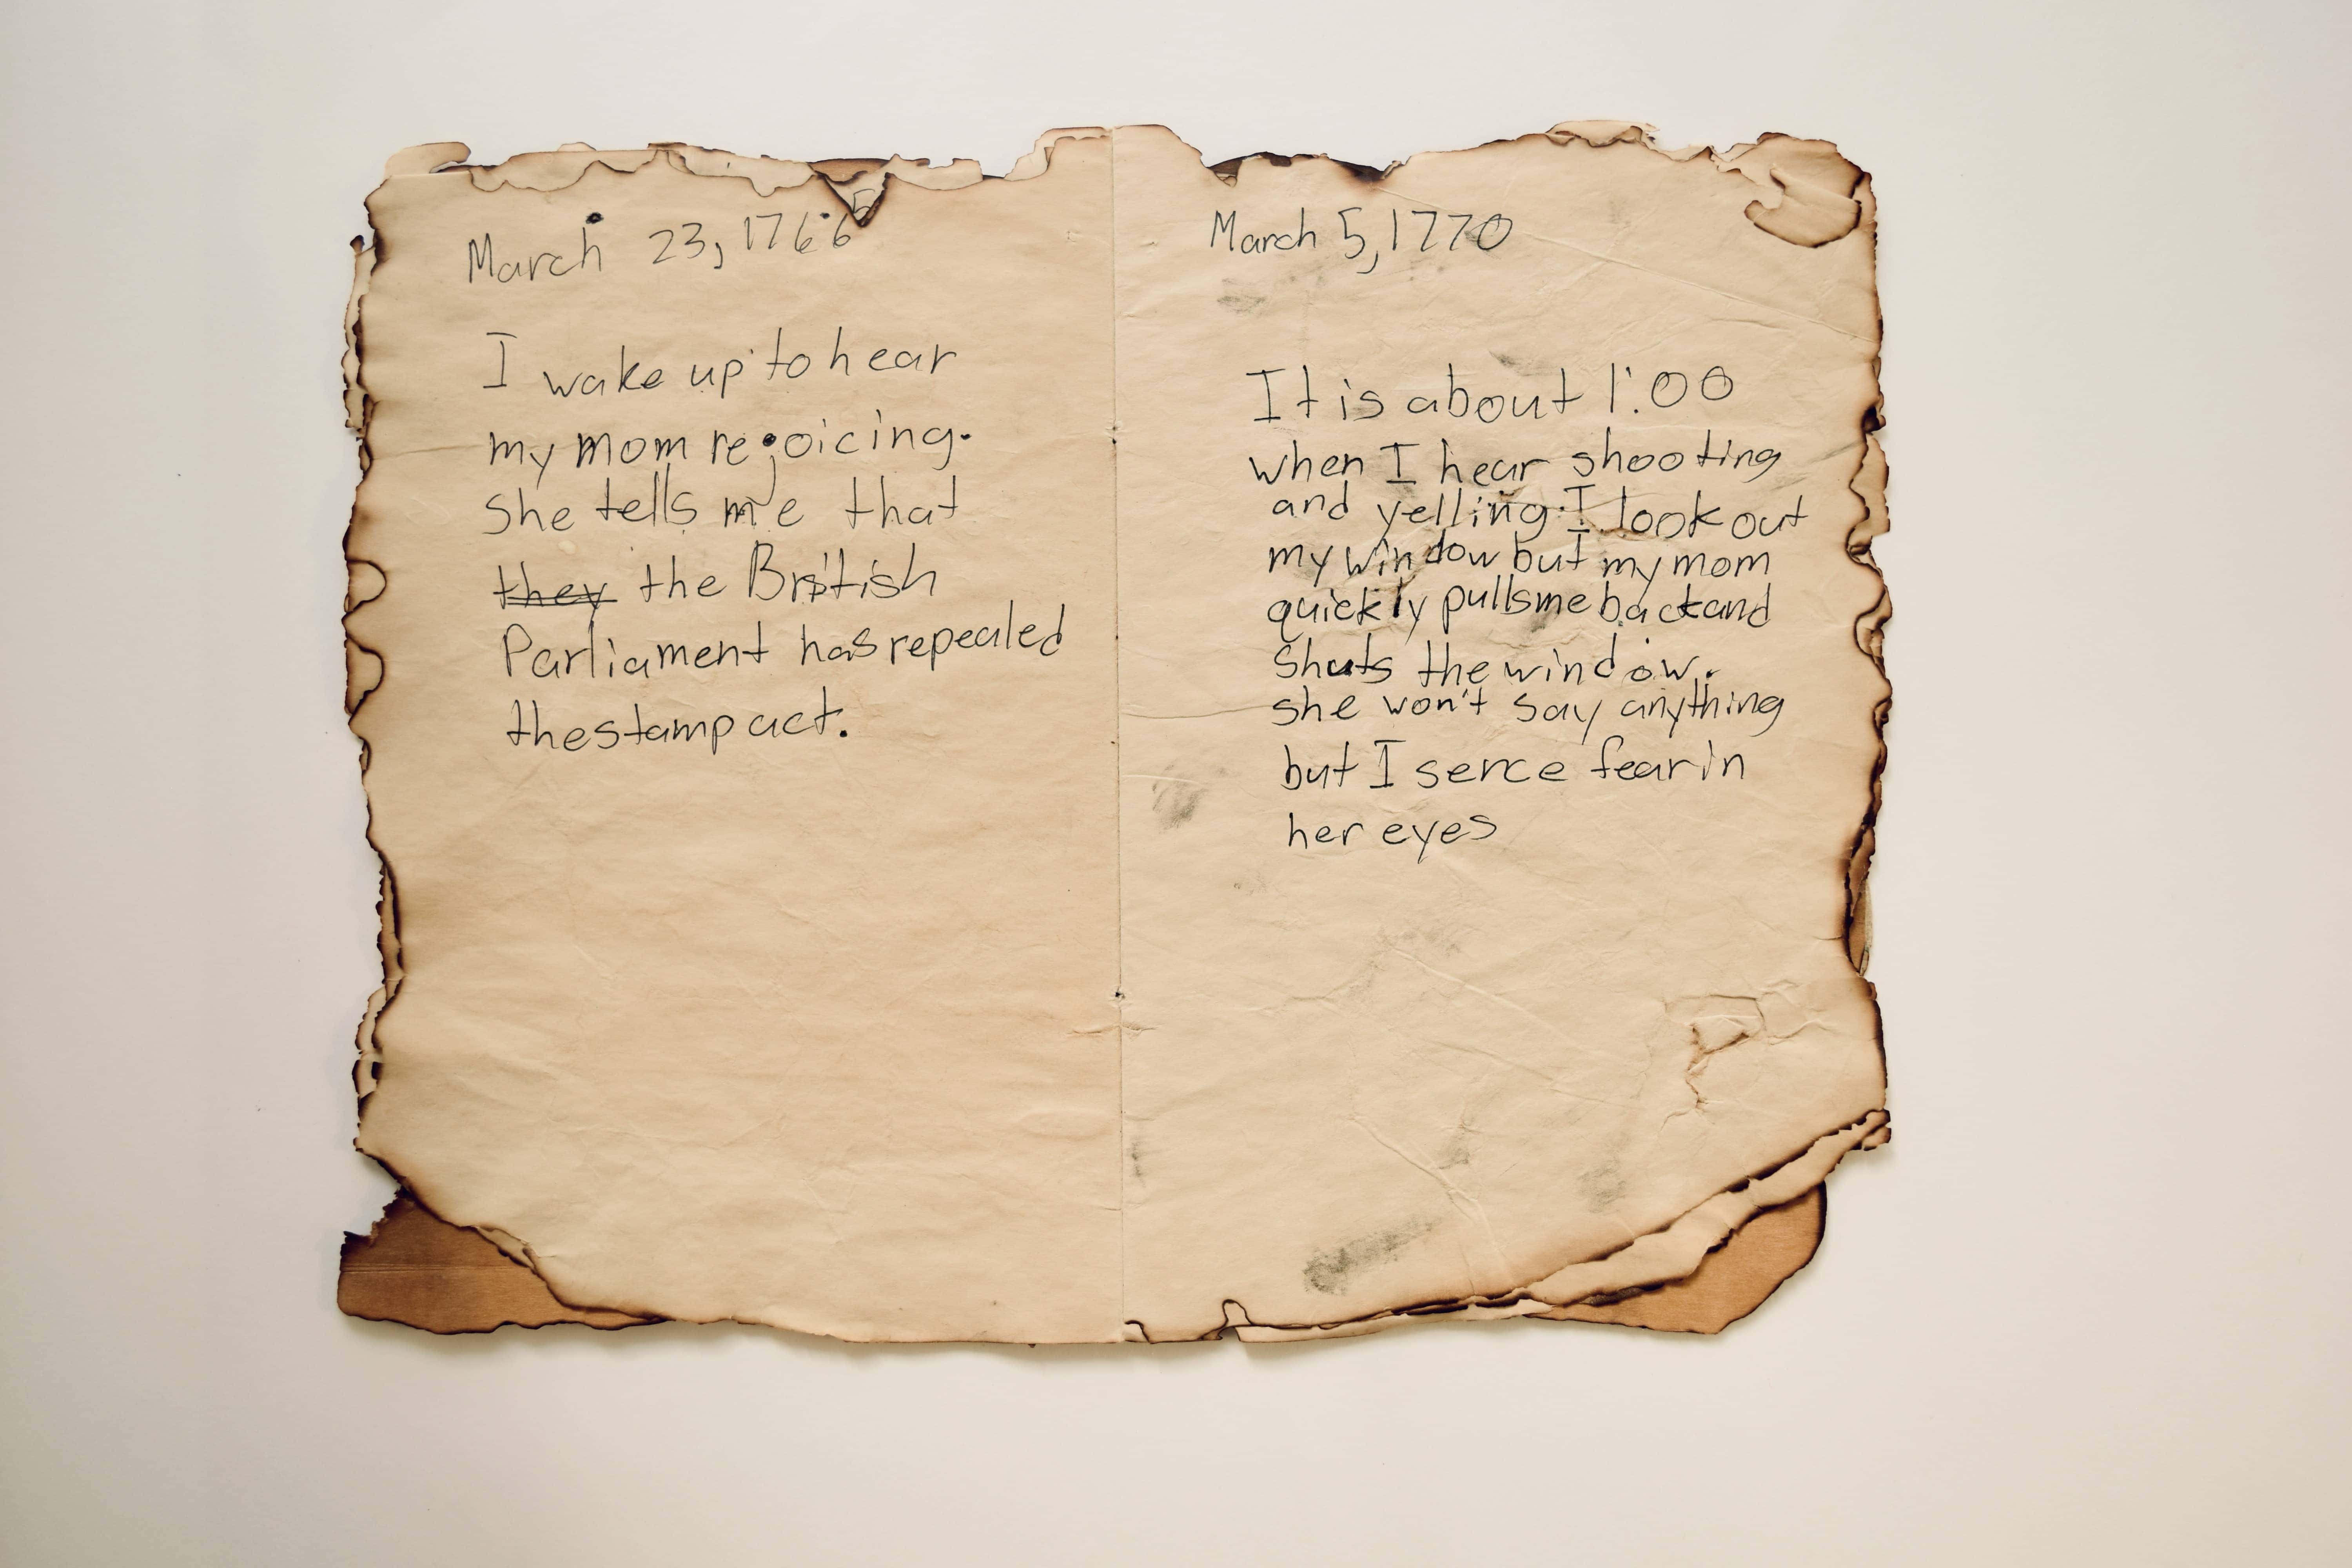 March 23, 1766
I wake up to hear
my mom rejoicing.
she tells me that
they the British
Parliament has repealed
the stamp act.
March 5, 1770
It is about 1:00
when I hear shooting
and yelling. I look out
my window but my mom
quickly pulls me back and
shuts the window.
she won't say anything
but I sence fear in
her eyes